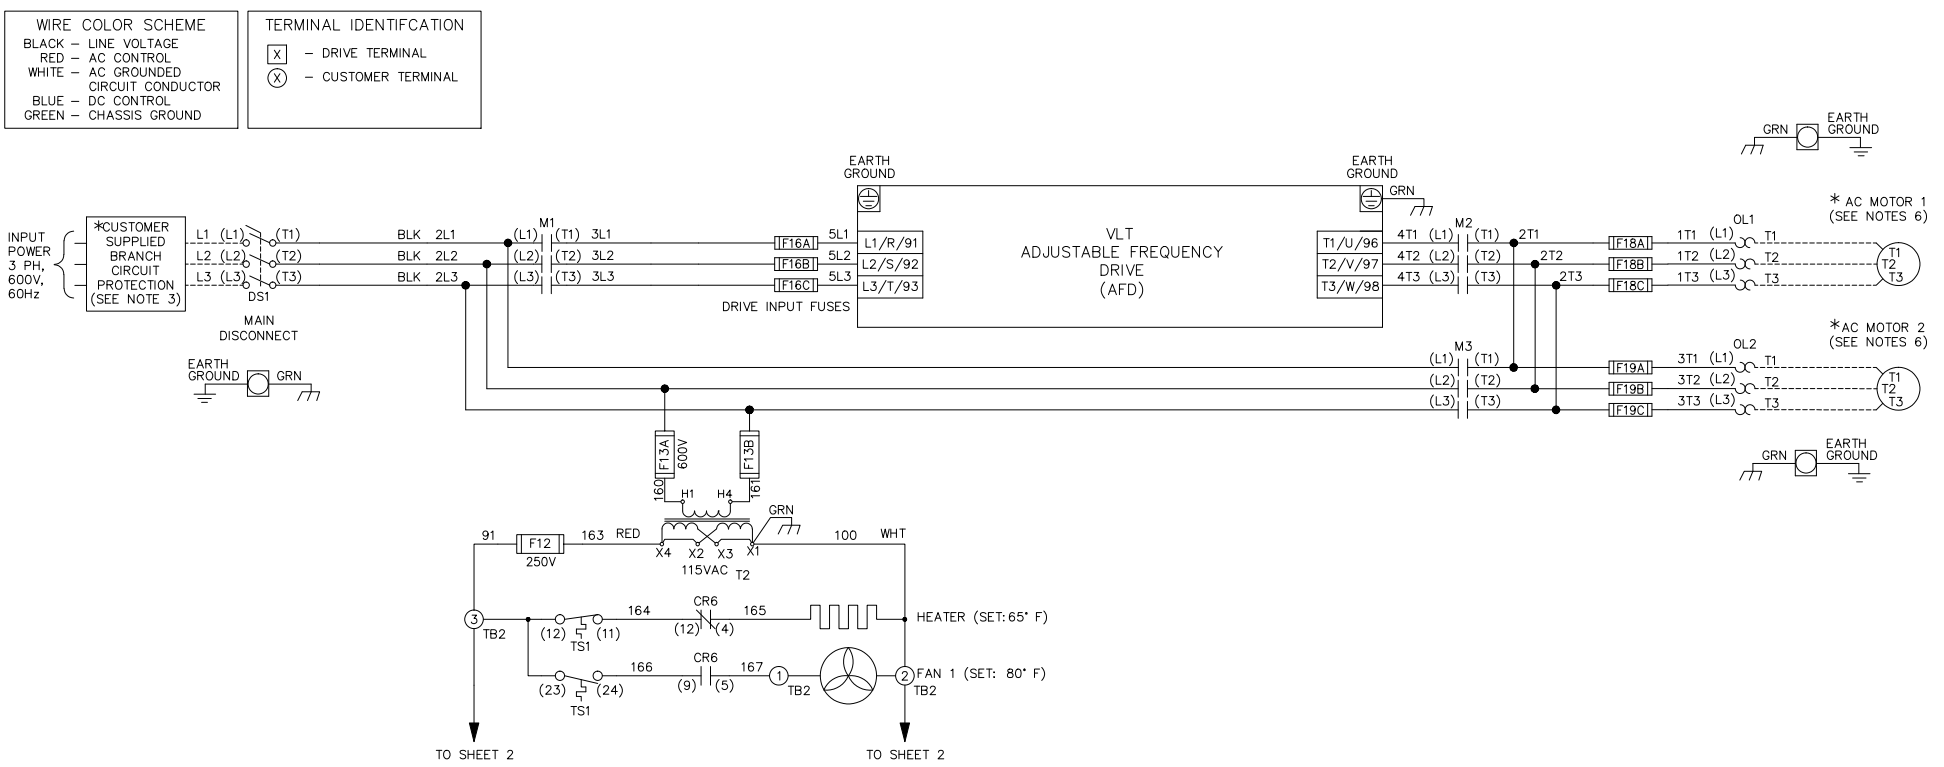 WIRE COLOR SCHEME
BLACK – LINE VOLTAGE
RED – AC CONTROL
WHITE – AC GROUNDED
CIRCUIT CONDUCTOR
BLUE – DC CONTROL
GREEN – CHASSIS GROUND
TERMINAL IDENTIFCATION
X – DRIVE TERMINAL
X – CUSTOMER TERMINAL
INPUT
POWER
3 PH,
600V,
60Hz
*CUSTOMER
SUPPLIED
BRANCH
CIRCUIT
PROTECTION
(SEE NOTE 3)
L1 (L1) (T1)
L2 (L2) (T2)
L3 (L3) (T3)
DS1
MAIN
DISCONNECT
EARTH
GROUND
GRN
BLK 2L1
BLK 2L2
BLK 2L3
M1
(L1) (T1) 3L1
(L2) (T2) 3L2
(L3) (T3) 3L3
F16A 5L1
F16B 5L2
F16C 5L3
DRIVE INPUT FUSES
EARTH
GROUND
L1/R/91
L2/S/92
L3/T/93
VLT
ADJUSTABLE FREQUENCY
DRIVE
(AFD)
EARTH
GROUND
GRN
T1/U/96
T2/V/97
T3/W/98
M2
4T1 (L1) (T1) 2T1
4T2 (L2) (T2) 2T2
4T3 (L3) (T3) 2T3
F18A
F18B
F18C
OL1
1T1 (L1) T1
1T2 (L2) T2
1T3 (L3) T3
GRN
EARTH
GROUND
* AC MOTOR 1
(SEE NOTES 6)
T1
T2
T3
M3
(L1) (T1)
(L2) (T2)
(L3) (T3)
F19A
F19B
F19C
OL2
3T1 (L1) T1
3T2 (L2) T2
3T3 (L3) T3
*AC MOTOR 2
(SEE NOTES 6)
T1
T2
T3
GRN
EARTH
GROUND
F13A
600V
F13B
160
161
H1 H4
GRN
91
F12
250V
163 RED
X4 X2 X3 X1
115VAC T2
100 WHT
3
TB2
(12) (11)
TS1
164
CR6
(12) (4)
165
HEATER (SET:65° F)
(23) (24)
TS1
166
CR6
(9) (5)
167
1
TB2
2
TB2
FAN 1 (SET: 80° F)
TO SHEET 2
TO SHEET 2